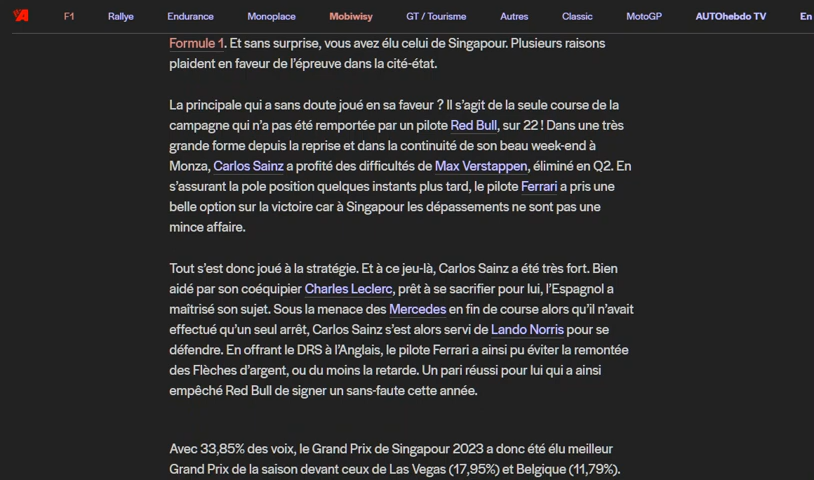 F1 Rallye Endurance Monoplace Mobiwisy GT / Tourisme Autres Classic MotoGP AUTOhebdo TV En
Formule 1. Et sans surprise, vous avez élu celui de Singapour. Plusieurs raisons
plaident en faveur de l’épreuve dans la cité-état.
La principale qui a sans doute joué en sa faveur ? Il s’agit de la seule course de la
campagne qui n’a pas été remportée par un pilote Red Bull, sur 22 ! Dans une très
grande forme depuis la reprise et dans la continuité de son beau week-end à
Monza, Carlos Sainz a profité des difficultés de Max Verstappen, éliminé en Q2. En
s’assurant la pole position quelques instants plus tard, le pilote Ferrari a pris une
belle option sur la victoire car à Singapour les dépassements ne sont pas une
mince affaire.
Tout s’est donc joué à la stratégie. Et à ce jeu-là, Carlos Sainz a été très fort. Bien
aidé par son coéquipier Charles Leclerc, prêt à se sacrifier pour lui, l’Espagnol a
maîtrisé son sujet. Sous la menace des Mercedes en fin de course alors qu’il n’avait
effectué qu’un seul arrêt, Carlos Sainz s’est alors servi de Lando Norris pour se
défendre. En offrant le DRS à l’Anglais, le pilote Ferrari a ainsi pu éviter la remontée
des Flèches d’argent, ou du moins la retarde. Un pari réussi pour lui qui a ainsi
empêché Red Bull de signer un sans-faute cette année.
Avec 33,85% des voix, le Grand Prix de Singapour 2023 a donc été élu meilleur
Grand Prix de la saison devant ceux de Las Vegas (17,95%) et Belgique (11,79%).